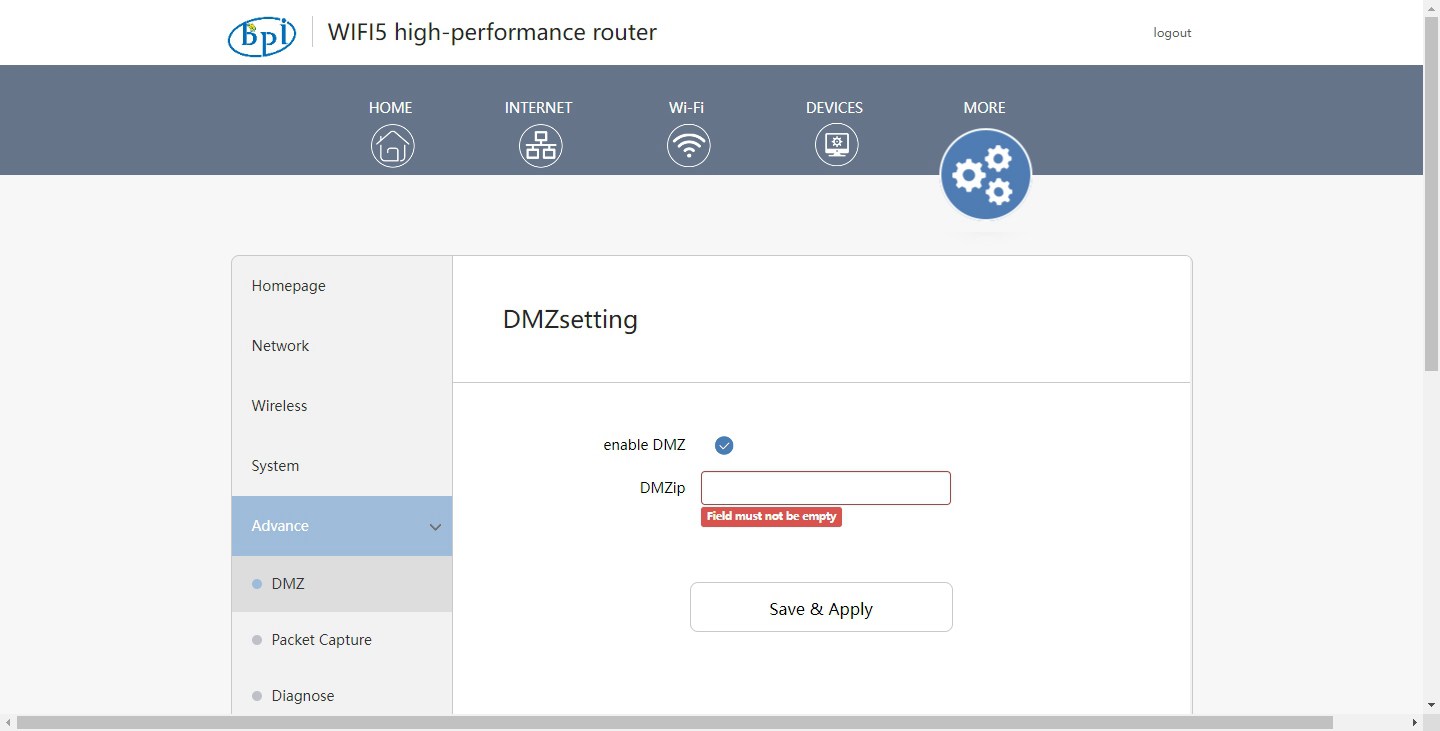 Bpi
WIFI5 high-performance router
logout
HOME
INTERNET
Wi-Fi
DEVICES
MORE
Homepage
Network
Wireless
System
Advance
DMZ
Packet Capture
Diagnose
DMZsetting
enable DMZ
DMZip
Field must not be empty
Save & Apply